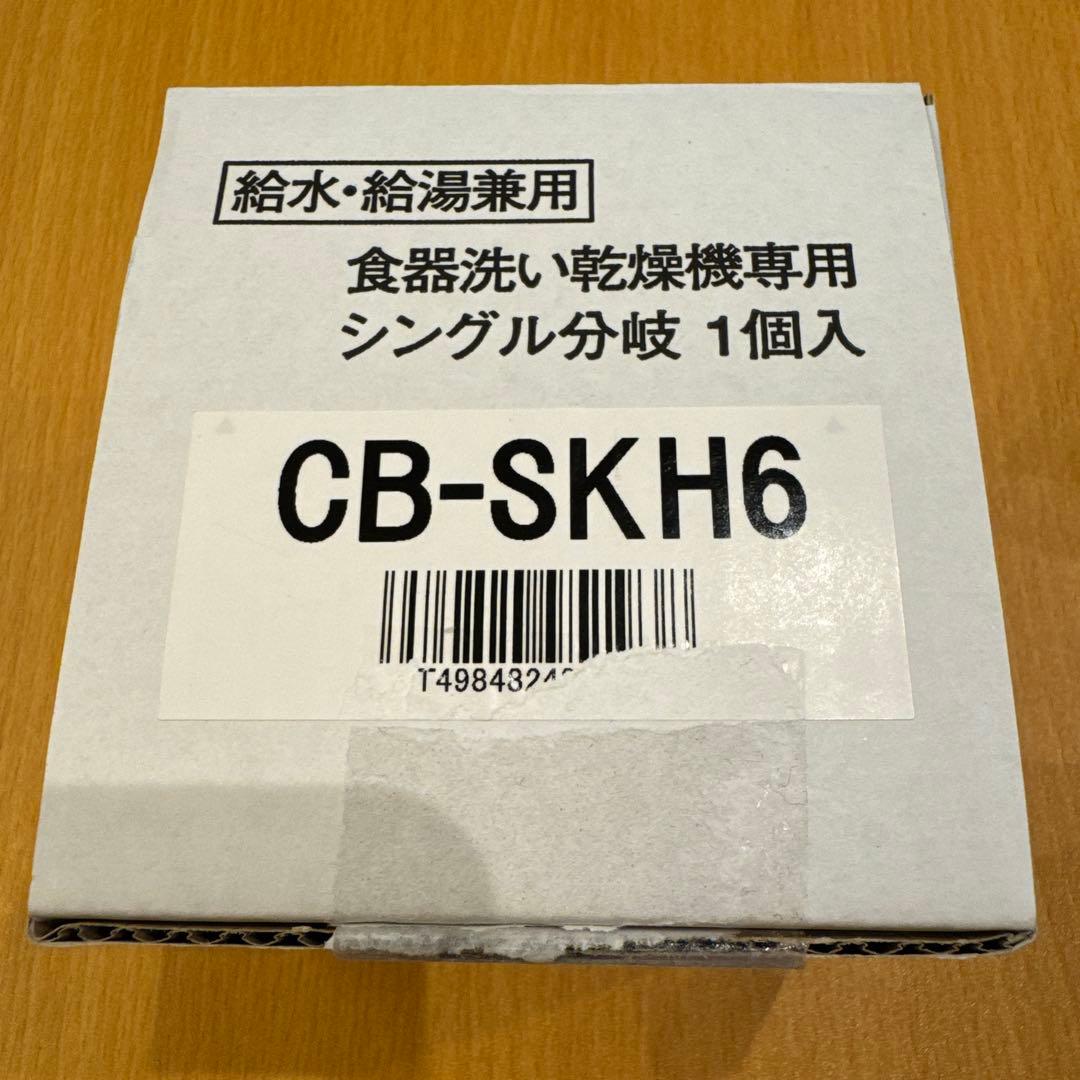 給水・給湯兼用
食器洗い乾燥機専用
シングル分岐 1個入
CB-SKH6
T4984824